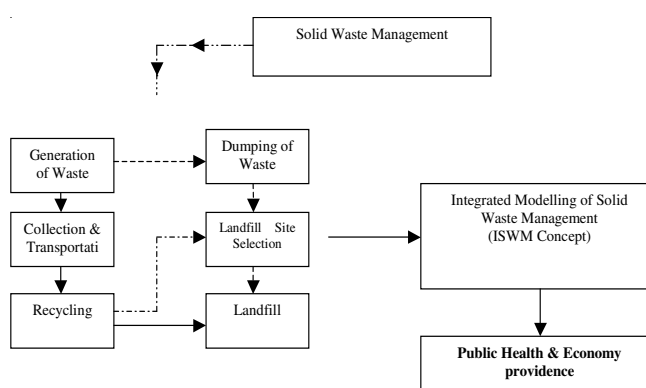 Solid Waste Management
Generation
of Waste
Dumping of
Waste
Collection &
Transportati
Landfill Site
Selection
Recycling
Landfill
Integrated Modelling of Solid
Waste Management
(ISWM Concept)
Public Health & Economy
providence